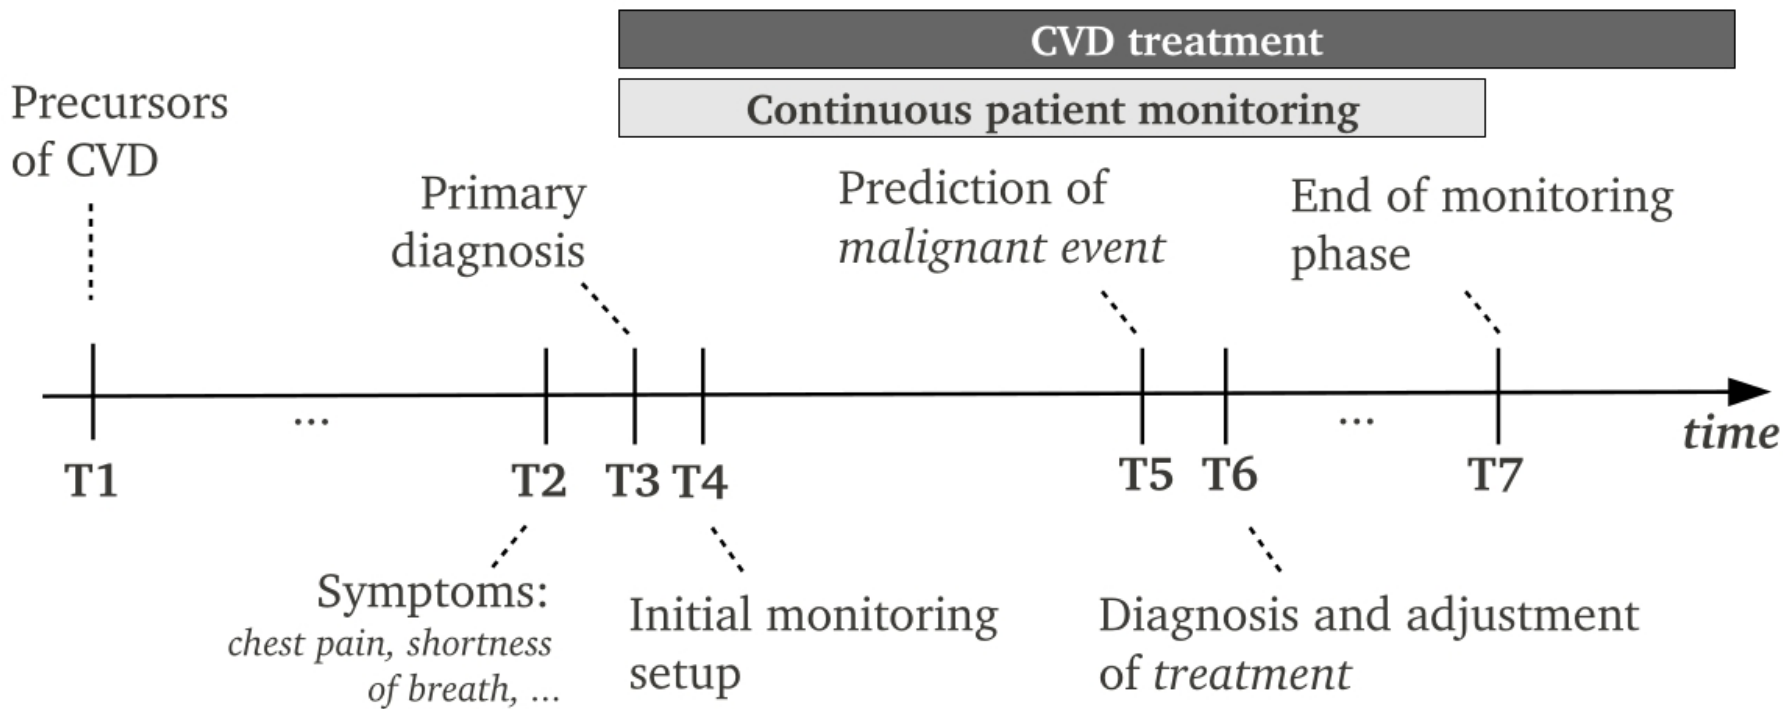 CVD treatment
Continuous patient monitoring
Precursors
of CVD
Primary
diagnosis
Prediction of
malignant event
End of monitoring
phase
...
...
time
T1
T2
T3
T4
T5
T6
T7
Symptoms:
chest pain, shortness
of breath, ...
Initial monitoring
setup
Diagnosis and adjustment
of treatment